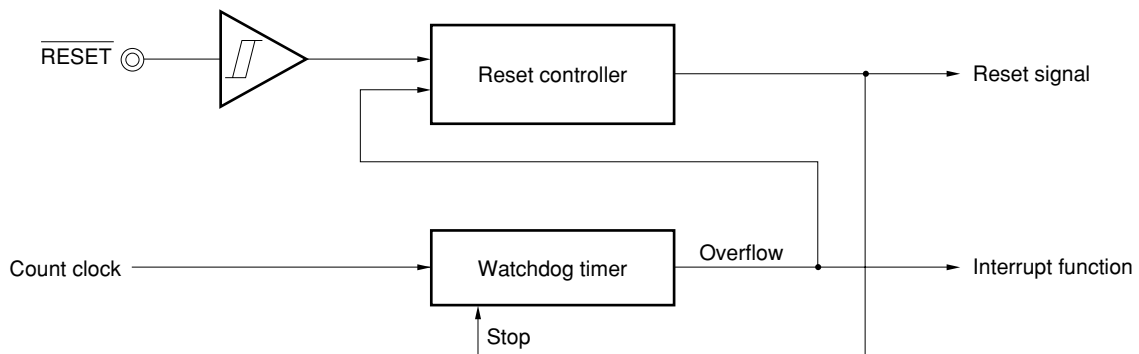 RESET
Reset controller
Reset signal
Count clock
Watchdog timer
Overflow
Interrupt function
Stop